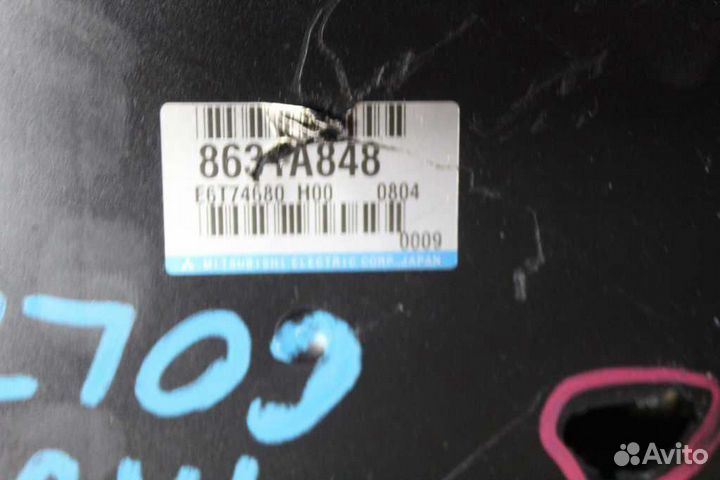 8631A848
E6T74680 H00 0804
0009
MITSUBISHI ELECTRIC CORP. JAPAN
Avito